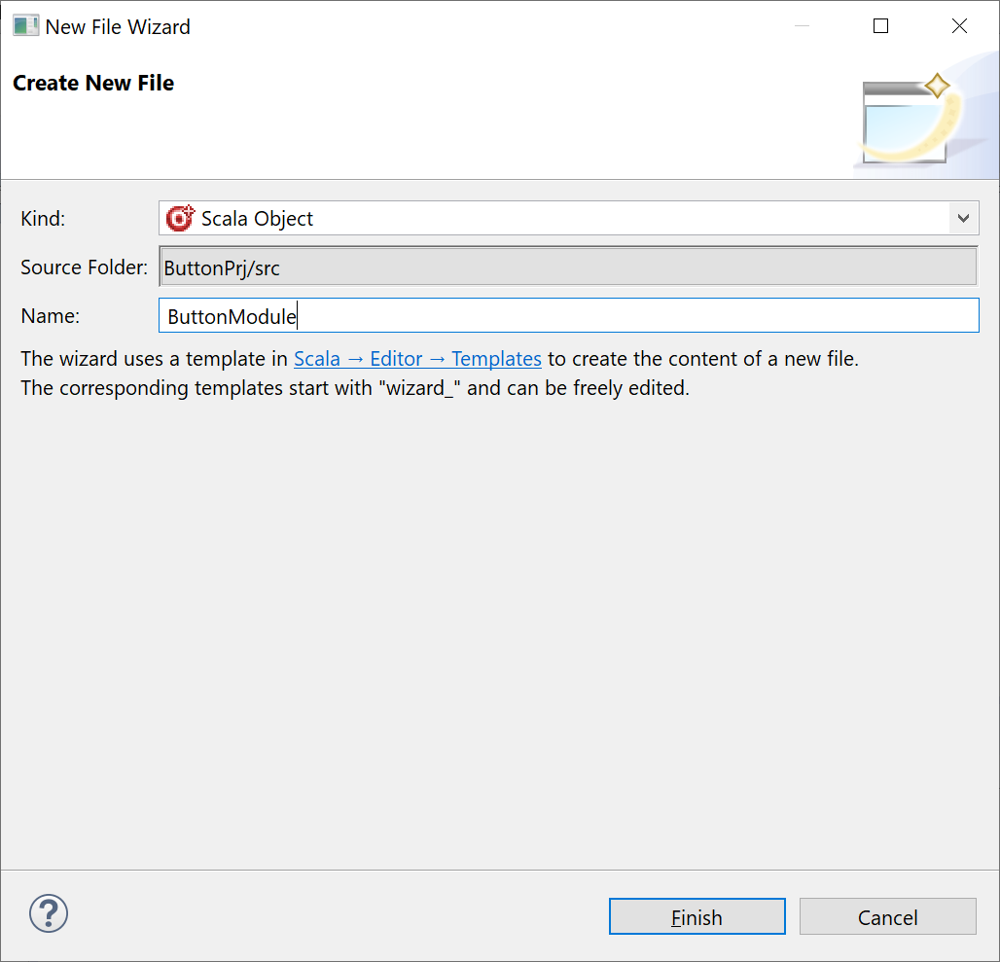 New File Wizard
Create New File
Kind: Scala Object
Source Folder: ButtonPrj/src
Name: ButtonModule
The wizard uses a template in Scala → Editor → Templates to create the content of a new file.
The corresponding templates start with "wizard_" and can be freely edited.
? Finish Cancel